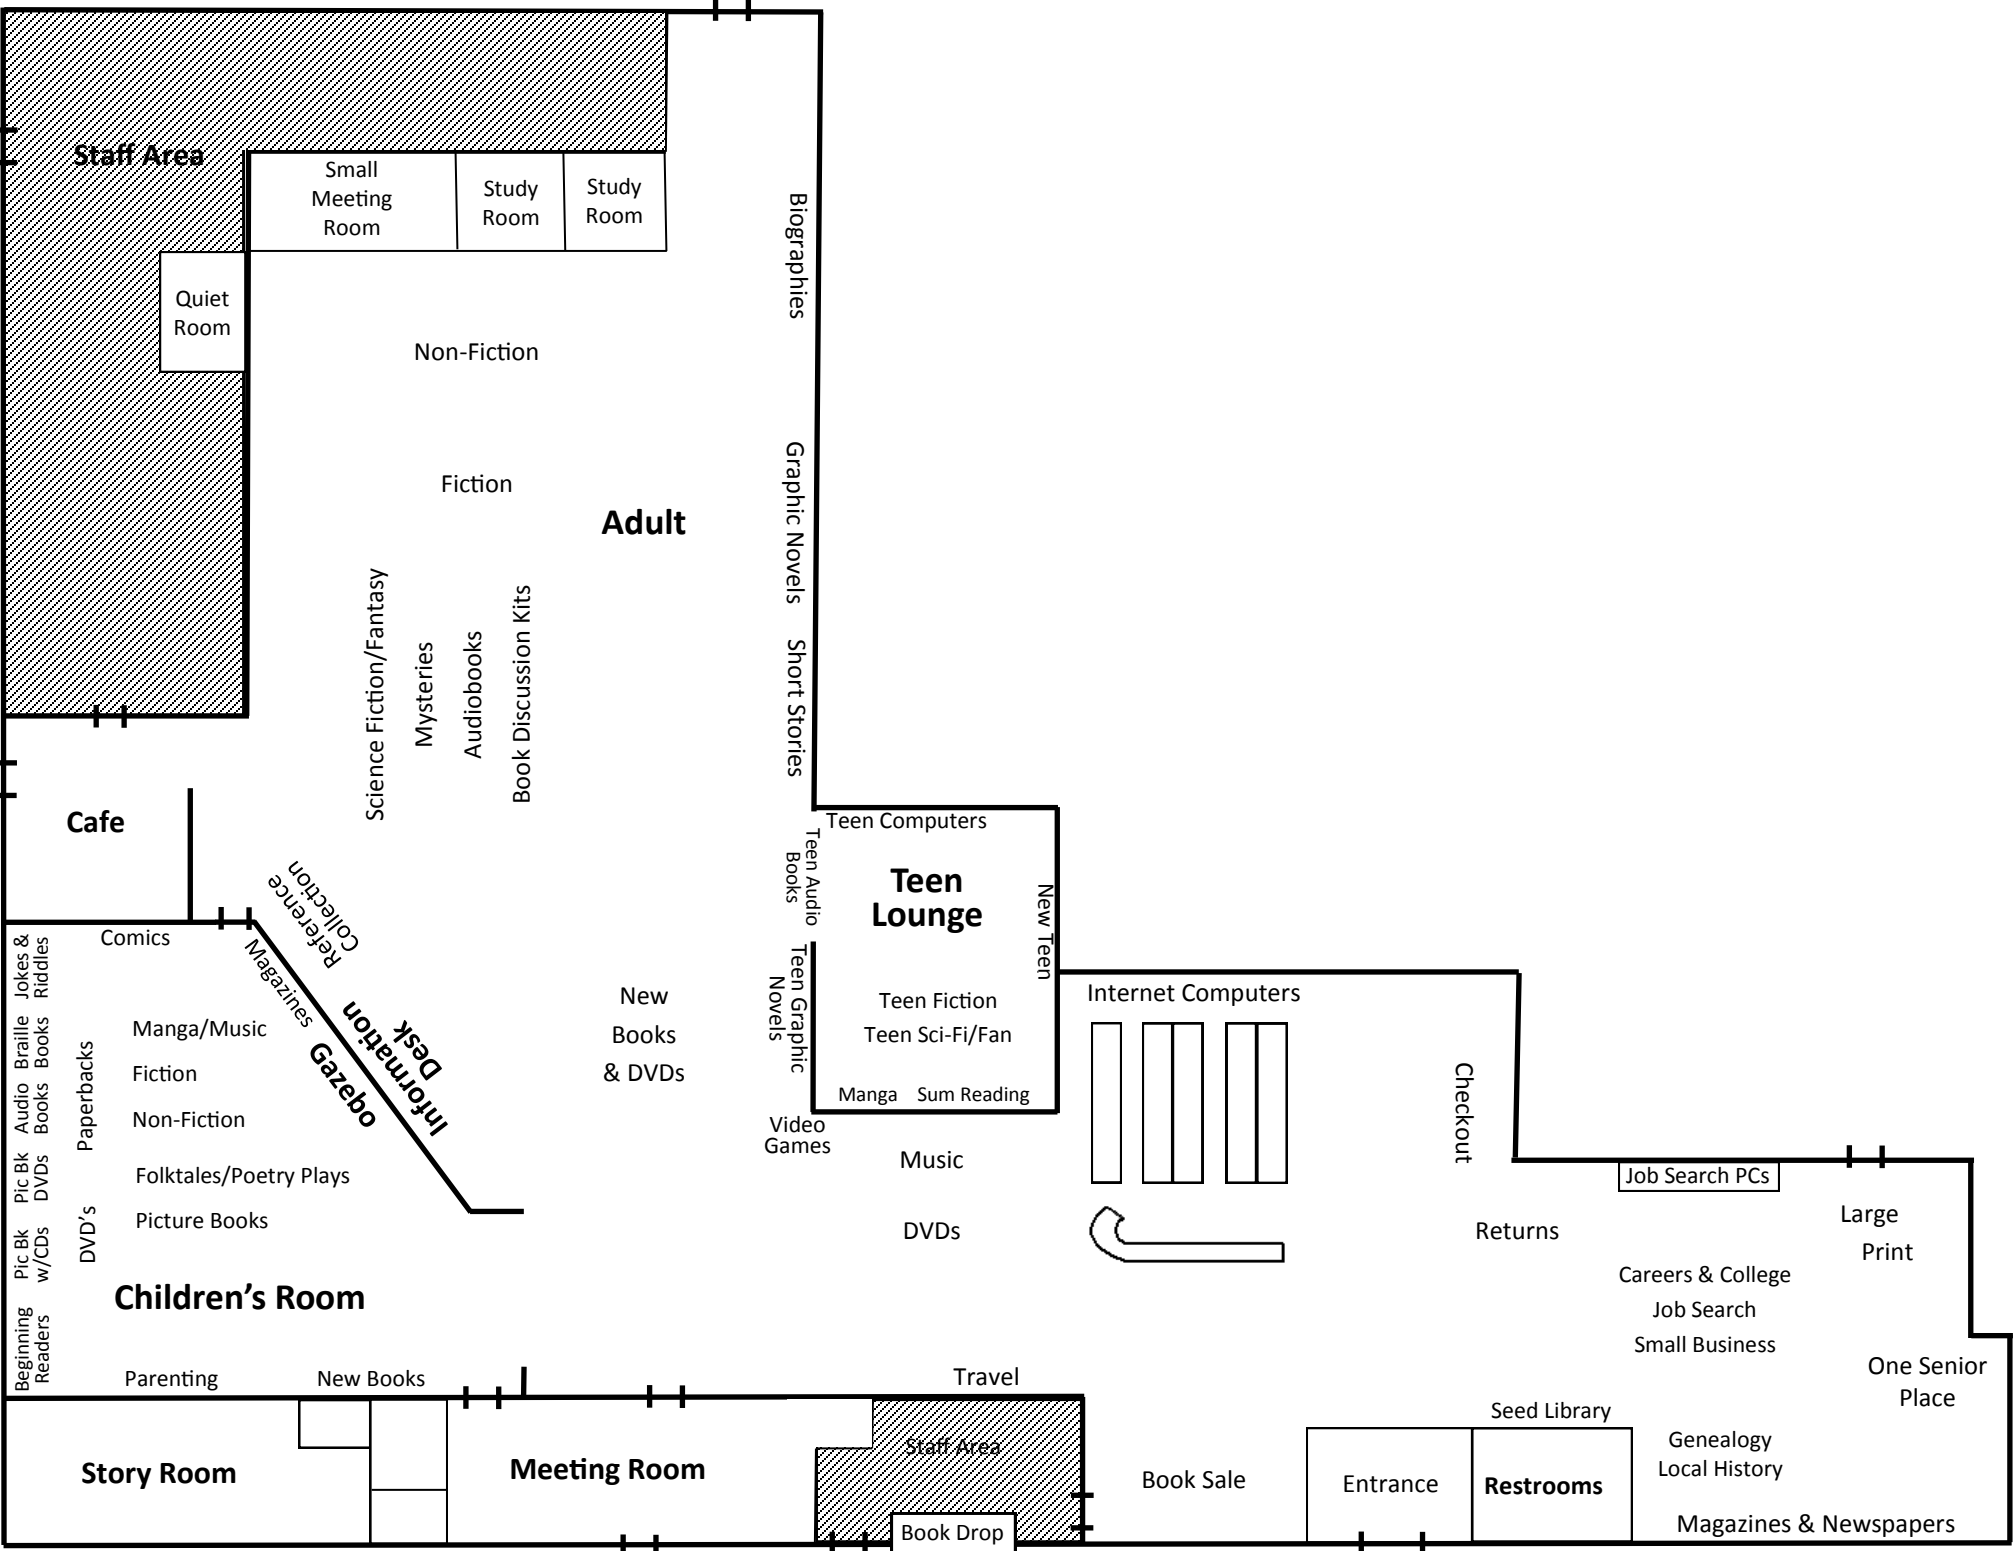 Staff Area
Small
Meeting
Room
Study
Room
Study
Room
Quiet
Room
Biographies
Non-Fiction
Fiction
Adult
Graphic Novels
Short Stories
Science Fiction/Fantasy
Mysteries
Audiobooks
Book Discussion Kits
Cafe
Reference
Collection
Information
Desk
Teen Computers
Teen Audio
Books
Teen
Lounge
New Teen
Teen Graphic
Novels
Teen Fiction
Teen Sci-Fi/Fan
Manga
Sum Reading
New
Books
& DVDs
Video
Games
Music
DVDs
Internet Computers
Checkout
Returns
Job Search PCs
Large
Print
Careers & College
Job Search
Small Business
One Senior
Place
Comics
Magazines
Gazebo
Jokes &
Riddles
Braille
Books
Audio
Books
Pic Bk
DVDs
Pic Bk
w/CDs
Beginning
Readers
Paperbacks
DVD’s
Manga/Music
Fiction
Non-Fiction
Folktales/Poetry Plays
Picture Books
Children’s Room
Parenting
New Books
Travel
Story Room
Meeting Room
Staff Area
Book Drop
Book Sale
Entrance
Restrooms
Seed Library
Genealogy
Local History
Magazines & Newspapers